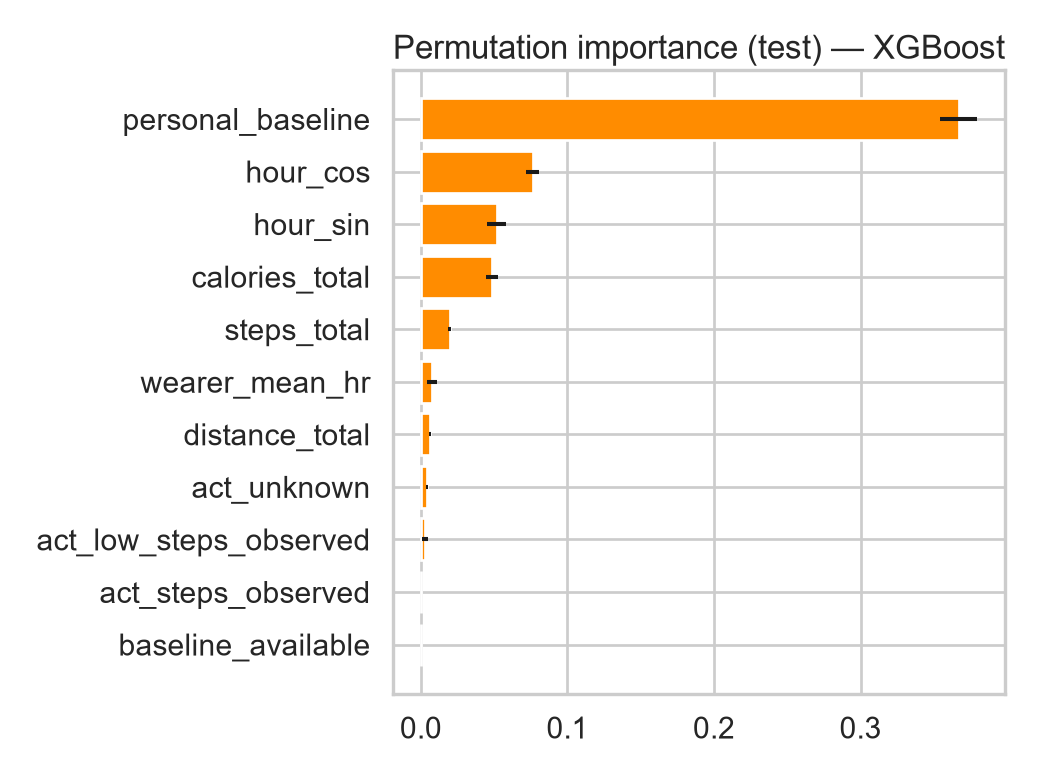 Permutation importance (test) — XGBoost
personal_baseline
hour_cos
hour_sin
calories_total
steps_total
wearer_mean_hr
distance_total
act_unknown
act_low_steps_observed
act_steps_observed
baseline_available
0.0 0.1 0.2 0.3